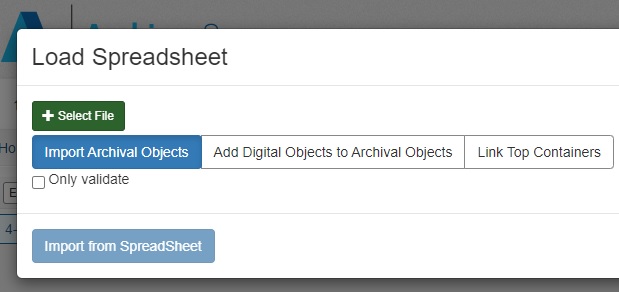 Load Spreadsheet
+ Select File
Import Archival Objects Add Digital Objects to Archival Objects Link Top Containers
Only validate
Import from SpreadSheet